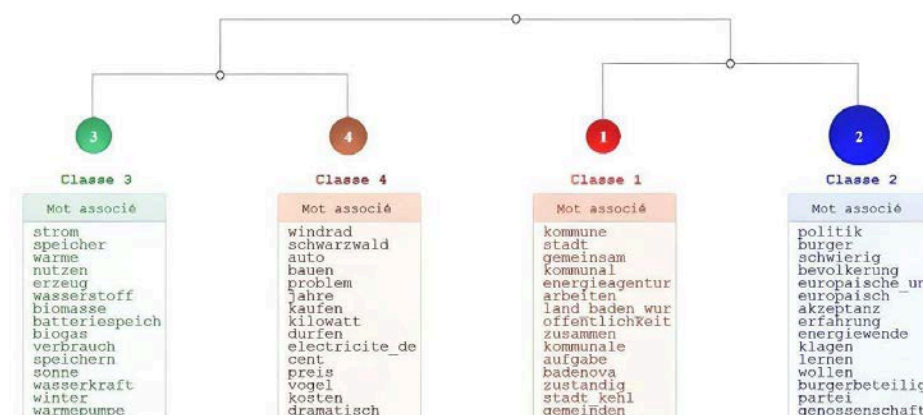 3
4
1
2
Classe 3
Classe 4
Classe 1
Classe 2
Mot associé
strom
speicher
warme
nutzen
erzeug
wasserstoff
biomasse
batteriespeich
biogas
verbrauch
speichern
sonne
wasserkraft
winter
warmepumpe
Mot associé
windrad
schwarzwald
auto
bauen
problem
jahre
kaufen
kilowatt
durfen
electricite_de
cent
preis
vogel
kosten
dramatisch
Mot associé
kommune
stadt
gemeinsam
kommunal
energieagentur
arbeiten
land_baden_wur
offentlichkeit
zusammen
kommunale
aufgabe
badenova
zustandig
stadt_kehl
gemeinden
Mot associé
politik
burger
schwierig
bevolkerung
europaische_un
europaisch
akzeptanz
erfahrung
energiewende
klagen
lernen
wollen
burgerbeteilig
partei
genossenschaft